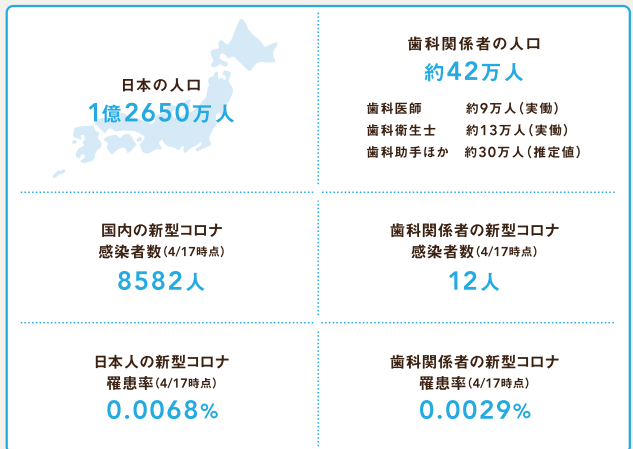 日本の人口
1億2650万人
歯科関係者の人口
約42万人
歯科医師 約9万人(実働)
歯科衛生士 約13万人(実働)
歯科助手ほか 約30万人(推定値)
国内の新型コロナ
感染者数(4/17時点)
8582人
歯科関係者の新型コロナ
感染者数(4/17時点)
12人
日本人の新型コロナ
罹患率(4/17時点)
0.0068%
歯科関係者の新型コロナ
罹患率(4/17時点)
0.0029%